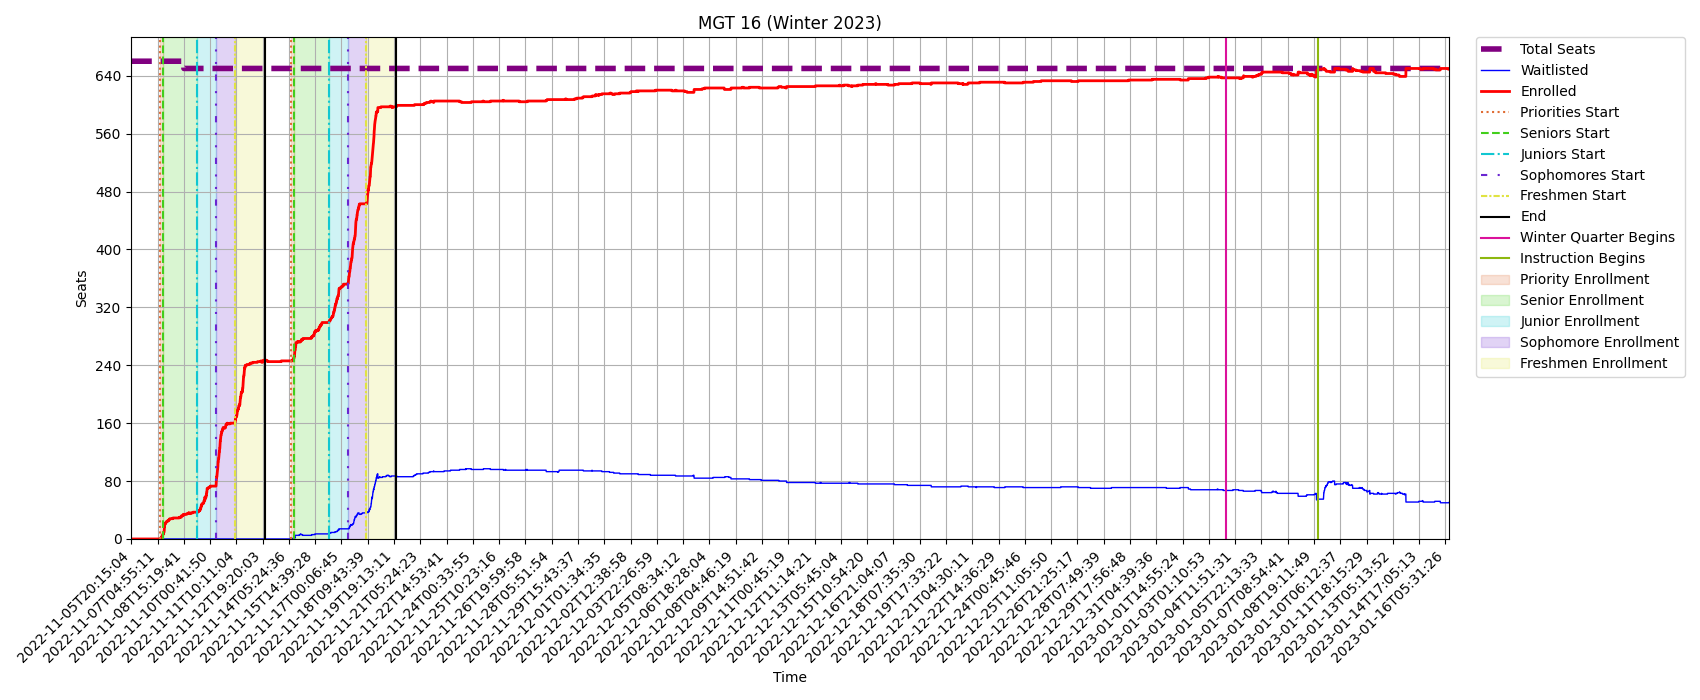 MGT 16 (Winter 2023)
Seats
640
560
480
400
320
240
160
80
0
2022-11-05T20:15:04
2022-11-07T04:55:11
2022-11-08T15:19:41
2022-11-10T00:41:50
2022-11-11T10:11:04
2022-11-12T19:20:03
2022-11-14T05:24:36
2022-11-15T14:39:28
2022-11-17T00:06:45
2022-11-18T09:43:39
2022-11-19T19:13:11
2022-11-21T05:24:23
2022-11-22T14:53:41
2022-11-24T00:33:55
2022-11-25T10:23:16
2022-11-26T19:59:58
2022-11-28T05:51:54
2022-11-29T15:43:37
2022-12-01T01:34:35
2022-12-02T12:38:58
2022-12-03T22:26:59
2022-12-05T08:34:12
2022-12-06T18:28:04
2022-12-08T04:46:19
2022-12-09T14:51:42
2022-12-11T00:45:19
2022-12-12T11:14:21
2022-12-13T05:45:04
2022-12-15T10:54:20
2022-12-16T21:04:07
2022-12-18T07:35:30
2022-12-19T17:33:22
2022-12-21T04:30:11
2022-12-22T14:36:29
2022-12-24T00:45:46
2022-12-25T11:05:50
2022-12-26T21:25:17
2022-12-28T07:49:39
2022-12-29T17:56:48
2022-12-31T04:39:36
2023-01-01T14:55:24
2023-01-03T01:10:53
2023-01-04T11:51:31
2023-01-05T22:13:33
2023-01-07T08:54:41
2023-01-08T19:11:49
2023-01-10T06:12:37
2023-01-11T18:15:29
2023-01-13T05:13:52
2023-01-14T17:05:13
2023-01-16T05:31:26
Time
Total Seats
Waitlisted
Enrolled
Priorities Start
Seniors Start
Juniors Start
Sophomores Start
Freshmen Start
End
Winter Quarter Begins
Instruction Begins
Priority Enrollment
Senior Enrollment
Junior Enrollment
Sophomore Enrollment
Freshmen Enrollment